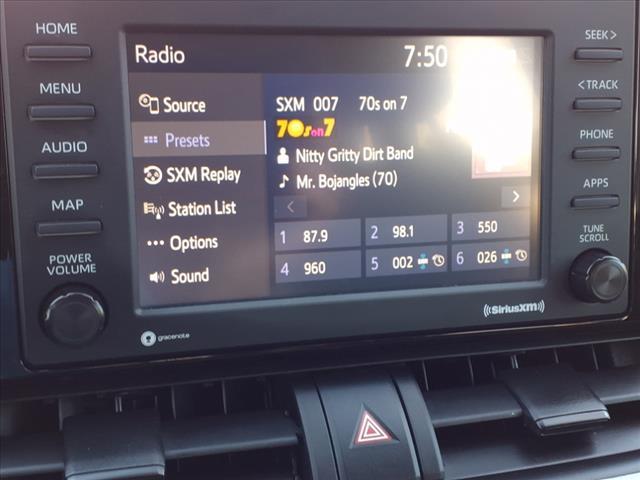 HOME
MENU
AUDIO
MAP
POWER
VOLUME
Radio
7:50
Source
Presets
SXM Replay
Station List
Options
Sound
SXM 007 70s on 7
70s on 7
Nitty Gritty Dirt Band
Mr. Bojangles (70)
1 87.9
2 98.1
3 550
4 960
5 002
6 026
gracenote
((SiriusXM))
SEEK >
< TRACK
PHONE
APPS
TUNE
SCROLL